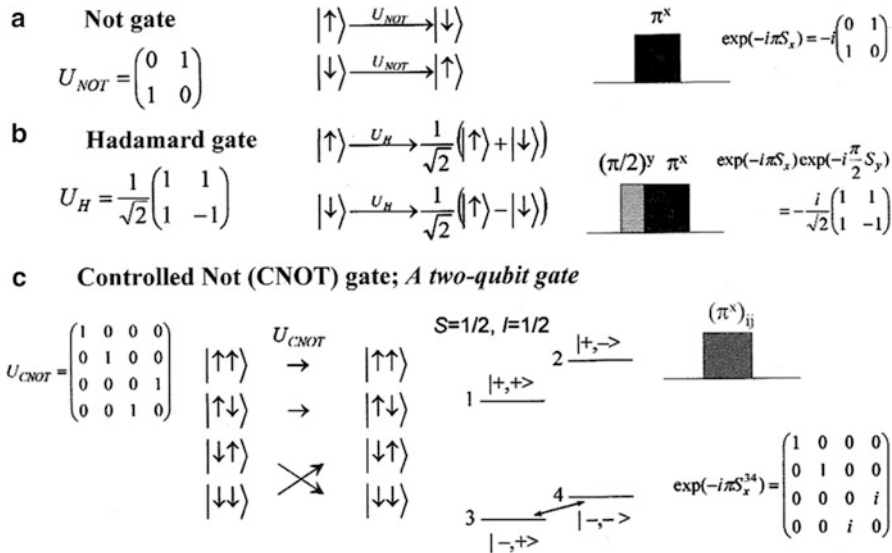 a Not gate
U_NOT = (0 1
1 0)
|↑⟩ —U_NOT→ |↓⟩
|↓⟩ —U_NOT→ |↑⟩
π^x
exp(−iπS_x) = −i(0 1
1 0)
b Hadamard gate
U_H = 1/√2 (1 1
1 −1)
|↑⟩ —U_H→ 1/√2 (|↑⟩+|↓⟩)
|↓⟩ —U_H→ 1/√2 (|↑⟩−|↓⟩)
(π/2)^y π^x
exp(−iπS_x)exp(−i π/2 S_y)
= −i/√2 (1 1
1 −1)
c Controlled Not (CNOT) gate; A two-qubit gate
U_CNOT = (1 0 0 0
0 1 0 0
0 0 0 1
0 0 1 0)
U_CNOT
|↑↑⟩ → |↑↑⟩
|↑↓⟩ → |↑↓⟩
|↓↑⟩ |↓↑⟩
|↓↓⟩ |↓↓⟩
S=1/2, I=1/2
|+,−>
2
|+,+>
1
4
3 |−,−>
|−,+>
(π^x)_ij
exp(−iπS_x^34) = (1 0 0 0
0 1 0 0
0 0 0 i
0 0 i 0)